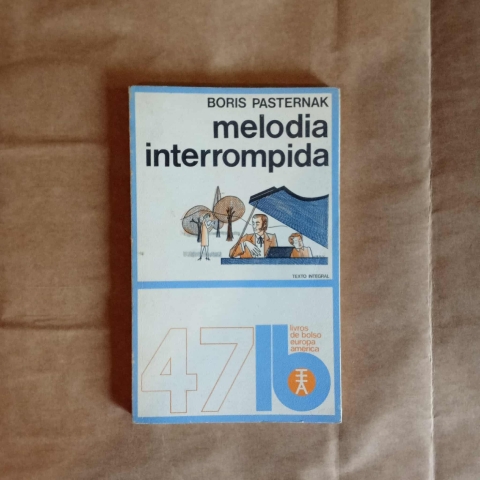 BORIS PASTERNAK
melodia
interrompida
TEXTO INTEGRAL
47
lb
livros
de bolso
europa
américa